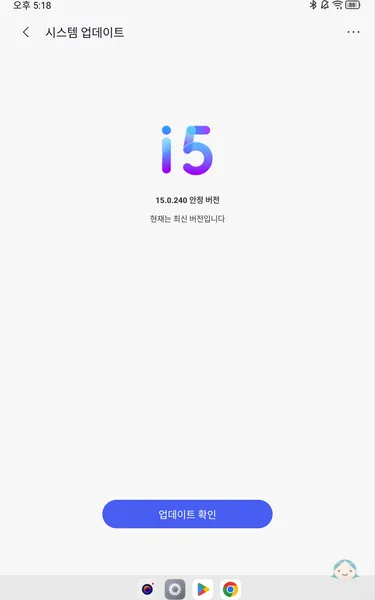 오후 5:18
시스템 업데이트
i5
15.0.240 안정 버전
현재는 최신 버전입니다
업데이트 확인